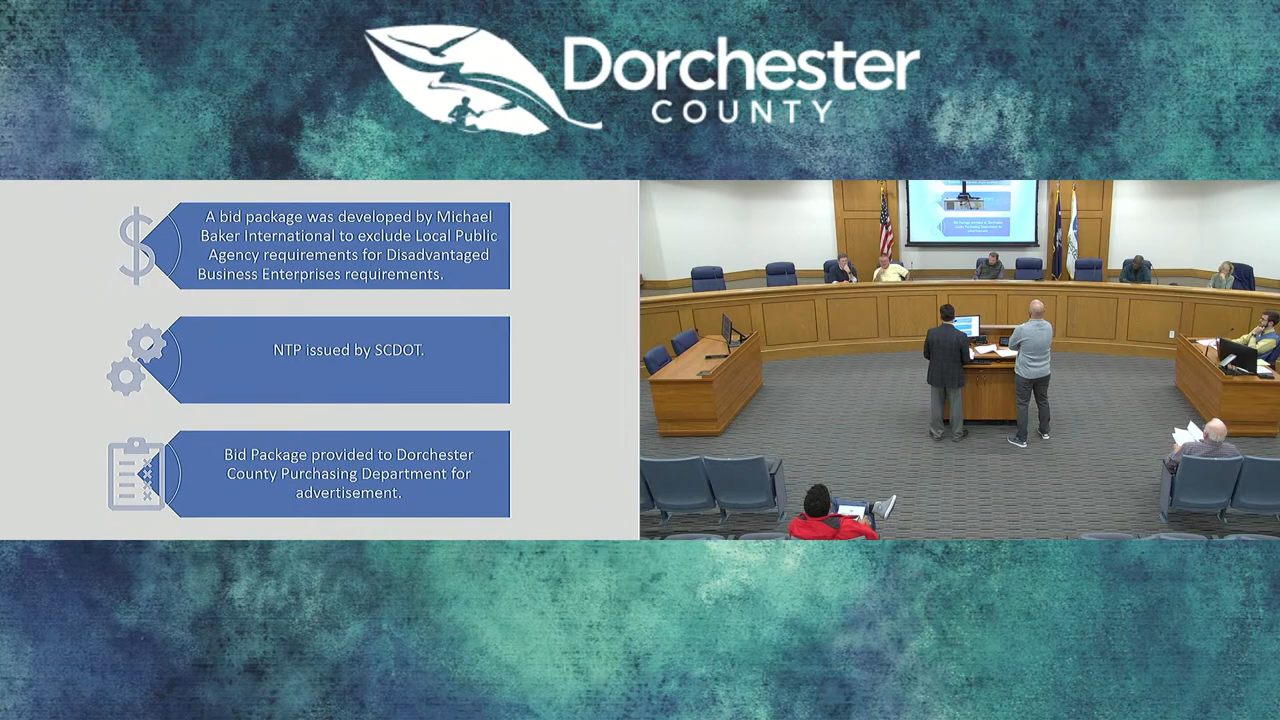 Dorchester
COUNTY
A bid package was developed by Michael
Baker International to exclude Local Public
Agency requirements for Disadvantaged
Business Enterprises requirements.
NTP issued by SCDOT.
Bid Package provided to Dorchester
County Purchasing Department for
advertisement.